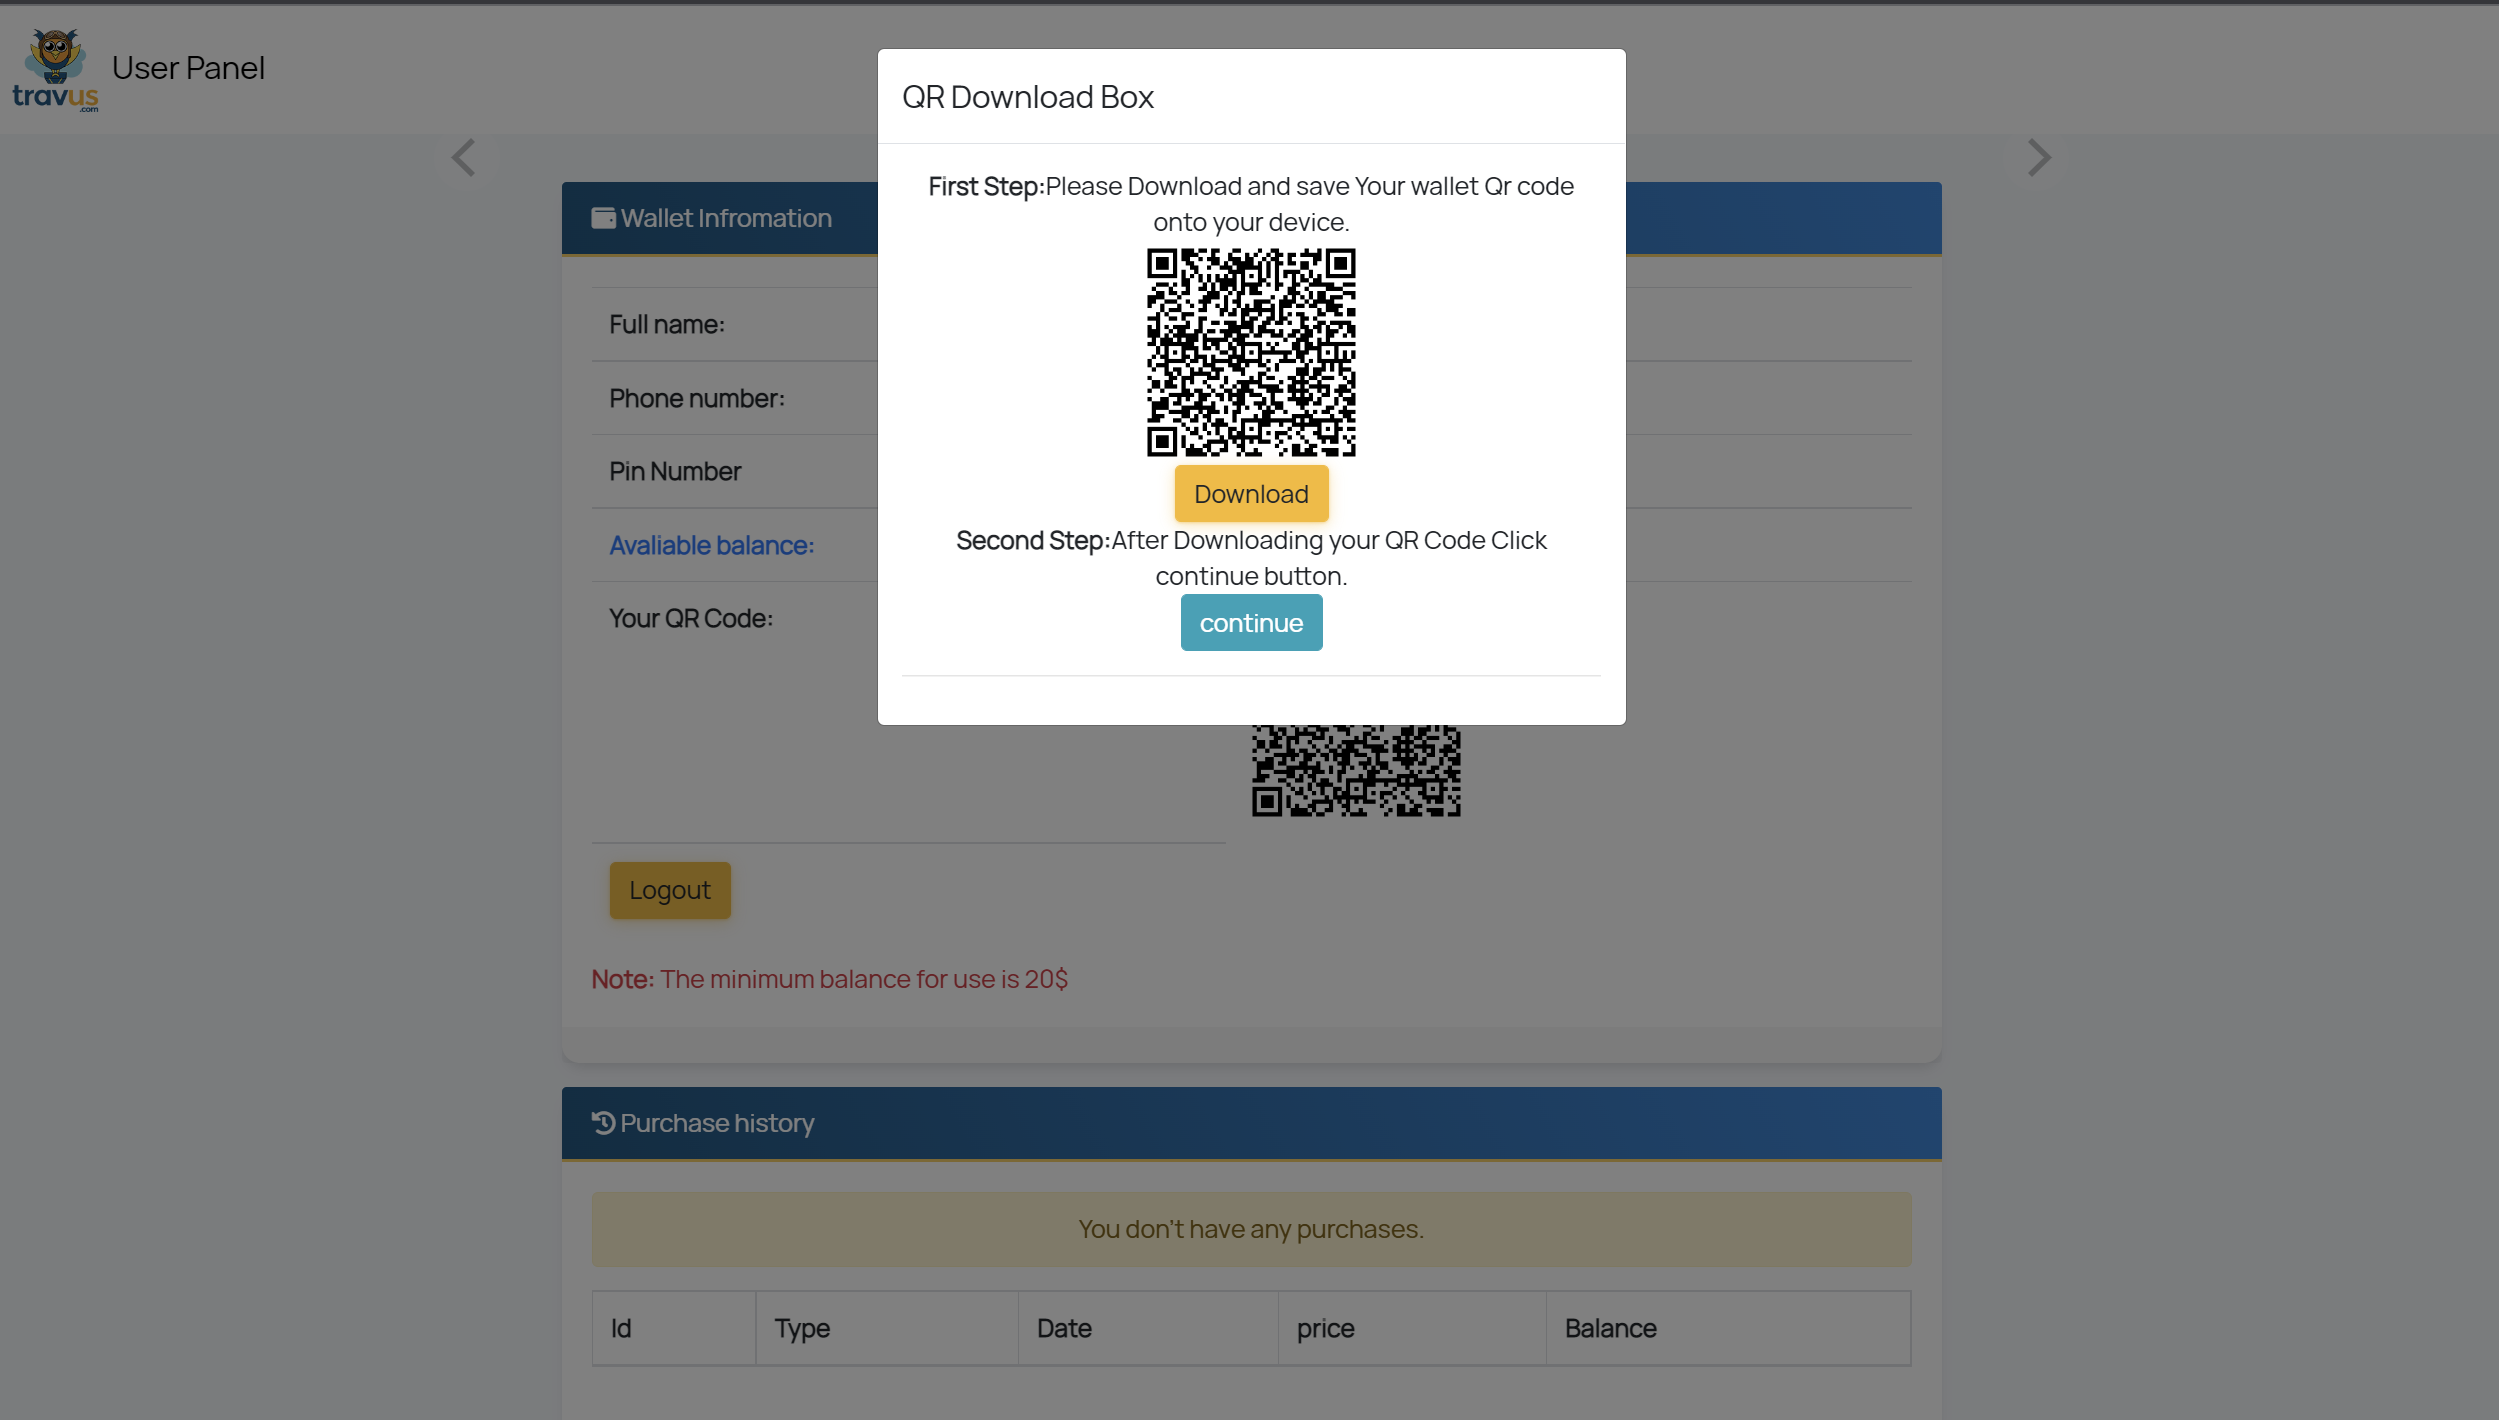 travus
.com
User Panel
QR Download Box
First Step:Please Download and save Your wallet Qr code
onto your device.
Download
Second Step:After Downloading your QR Code Click
continue button.
continue
Wallet Infromation
Full name:
Phone number:
Pin Number
Avaliable balance:
Your QR Code:
Logout
Note: The minimum balance for use is 20$
Purchase history
You don't have any purchases.
Id Type Date price Balance